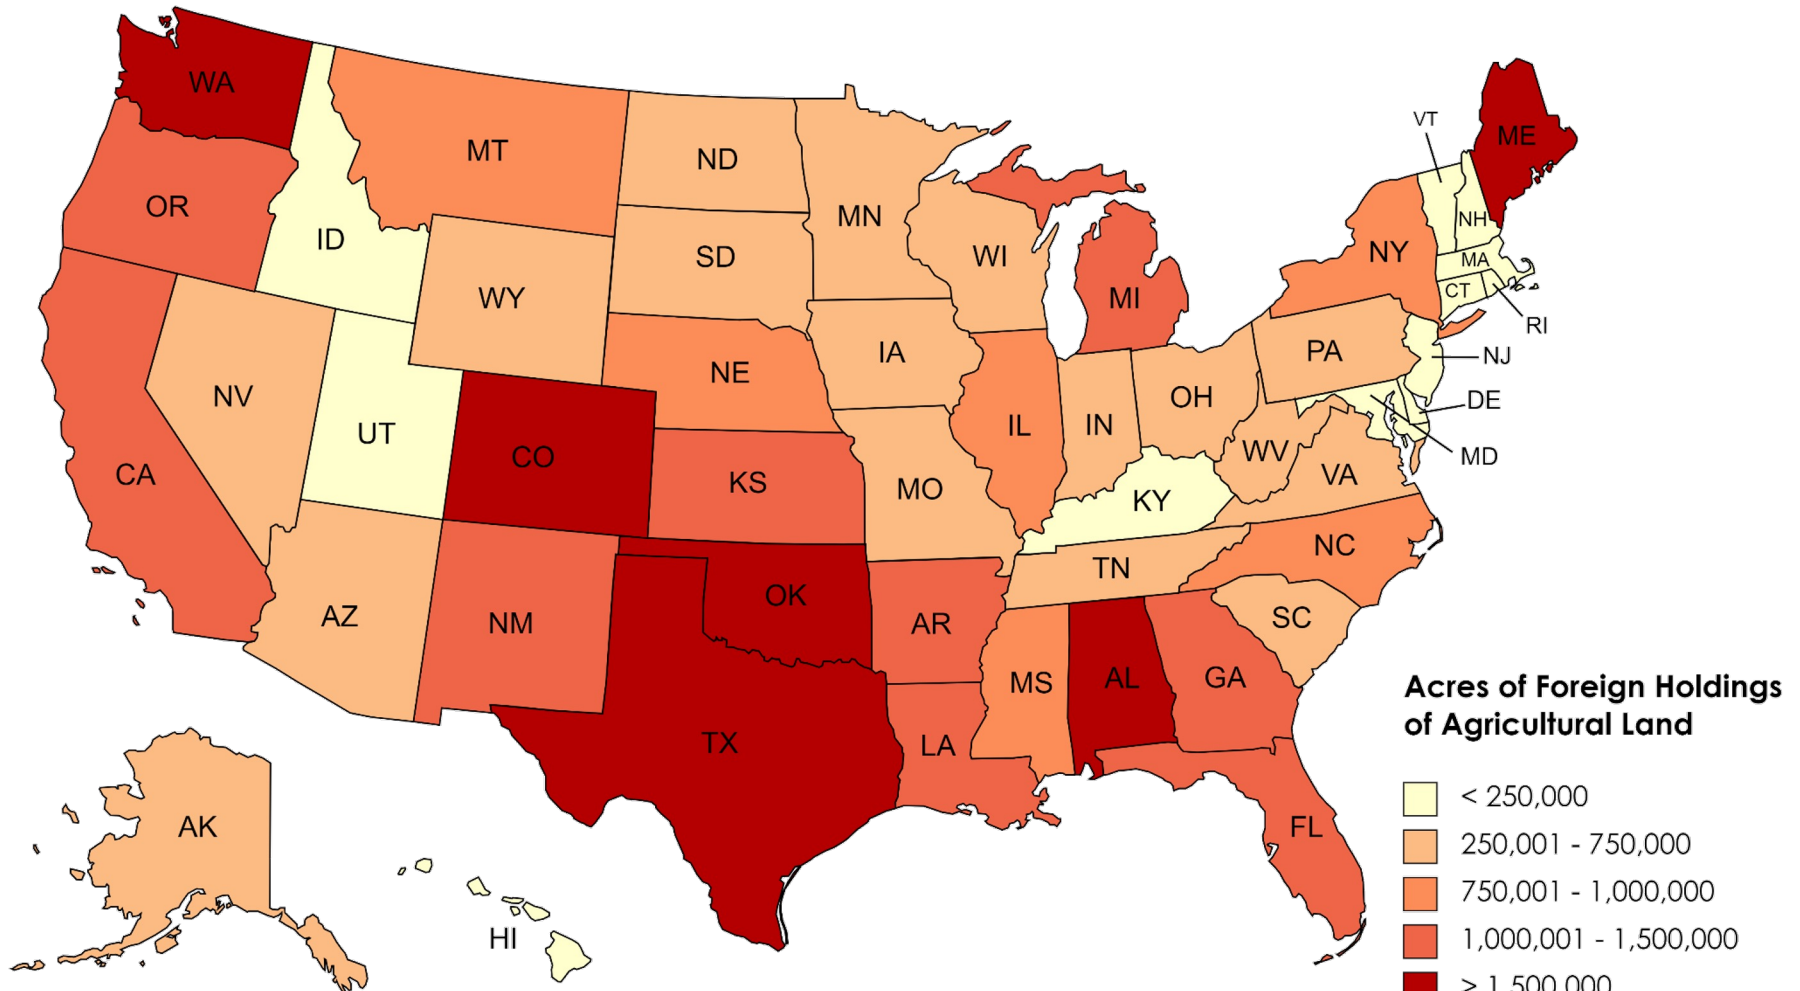 WA
ME
VT
MT
ND
OR
MN
NH
ID
NY
SD
WI
MA
WY
CT
MI
RI
IA
PA
NJ
NE
NV
OH
DE
UT
IL
IN
WV
CO
MD
CA
VA
KS
MO
KY
NC
TN
OK
AZ
SC
NM
AR
GA
AL
MS
Acres of Foreign Holdings
of Agricultural Land
TX
LA
< 250,000
AK
FL
250,001 - 750,000
750,001 - 1,000,000
HI
1,000,001 - 1,500,000
> 1,500,000